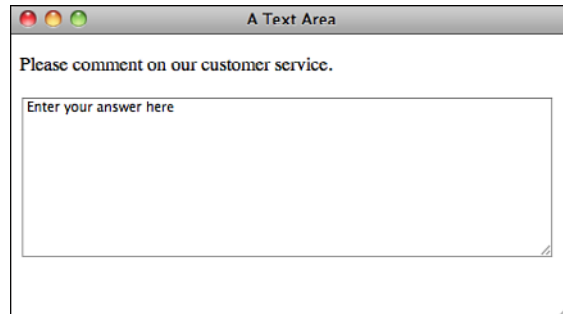 A Text Area
Please comment on our customer service.
Enter your answer here